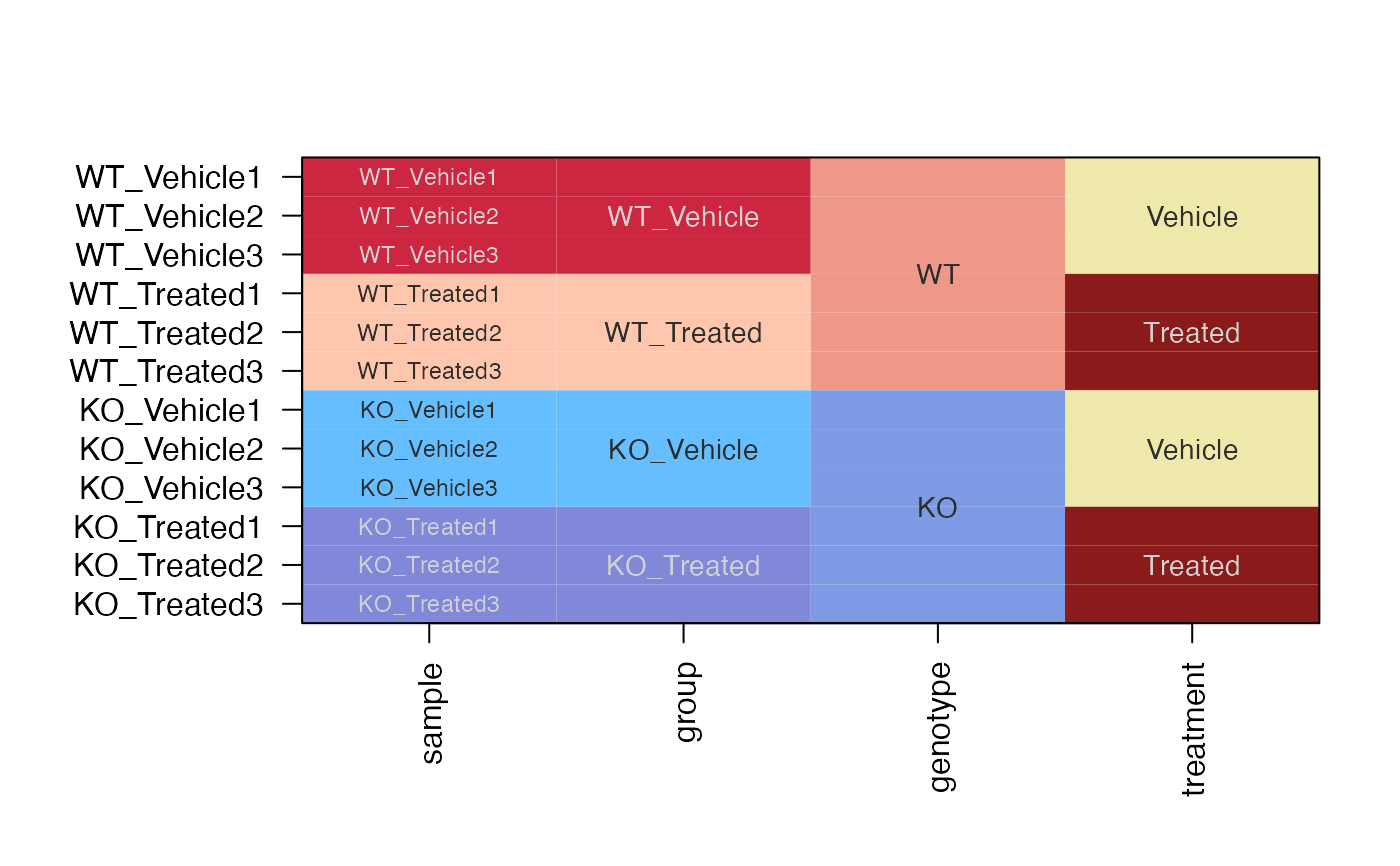 WT_Vehicle1 WT_Vehicle1
WT_Vehicle2 WT_Vehicle2 WT_Vehicle Vehicle
WT_Vehicle3 WT_Vehicle3
WT
WT_Treated1 WT_Treated1
WT_Treated2 WT_Treated2 WT_Treated Treated
WT_Treated3 WT_Treated3
KO_Vehicle1 KO_Vehicle1
KO_Vehicle2 KO_Vehicle2 KO_Vehicle Vehicle
KO_Vehicle3 KO_Vehicle3
KO
KO_Treated1 KO_Treated1
KO_Treated2 KO_Treated2 KO_Treated Treated
KO_Treated3 KO_Treated3
sample
group
genotype
treatment